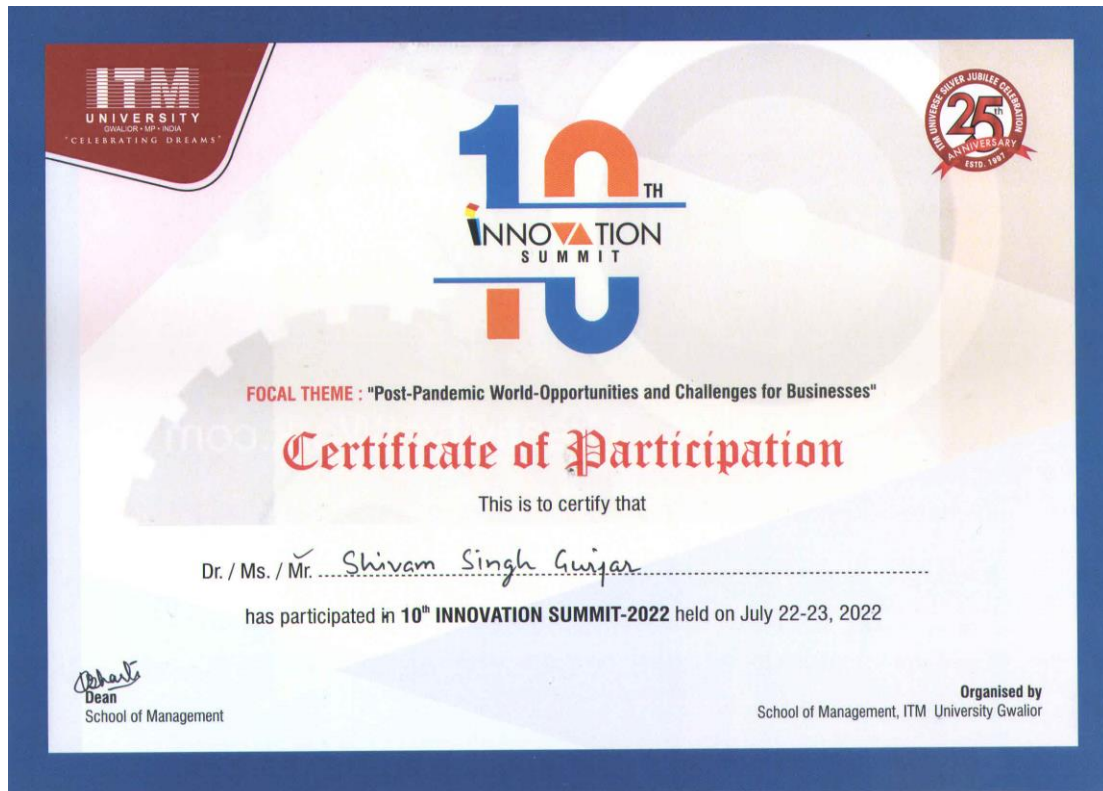 ITM
UNIVERSITY
GWALIOR • MP • INDIA
"CELEBRATING DREAMS"
ITM UNIVERSE SILVER JUBILEE CELEBRATION
25th
ANNIVERSARY
ESTD. 1997
10TH
INNOVATION
SUMMIT
FOCAL THEME : "Post-Pandemic World-Opportunities and Challenges for Businesses"
Certificate of Participation
This is to certify that
Dr. / Ms. / Mr. Shivam Singh Gurjar
has participated in 10th INNOVATION SUMMIT-2022 held on July 22-23, 2022
Dean
School of Management
Organised by
School of Management, ITM University Gwalior